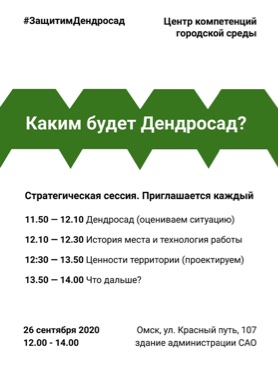 #ЗащитимДендросад
Центр компетенций
городской среды
Каким будет Дендросад?
Стратегическая сессия. Приглашается каждый
11.50 — 12.10 Дендросад (оцениваем ситуацию)
12.10 — 12.30 История места и технология работы
12:30 — 13.50 Ценности территории (проектируем)
13.50 — 14.00 Что дальше?
26 сентября 2020
12.00 - 14.00
Омск, ул. Красный путь, 107
здание администрации САО